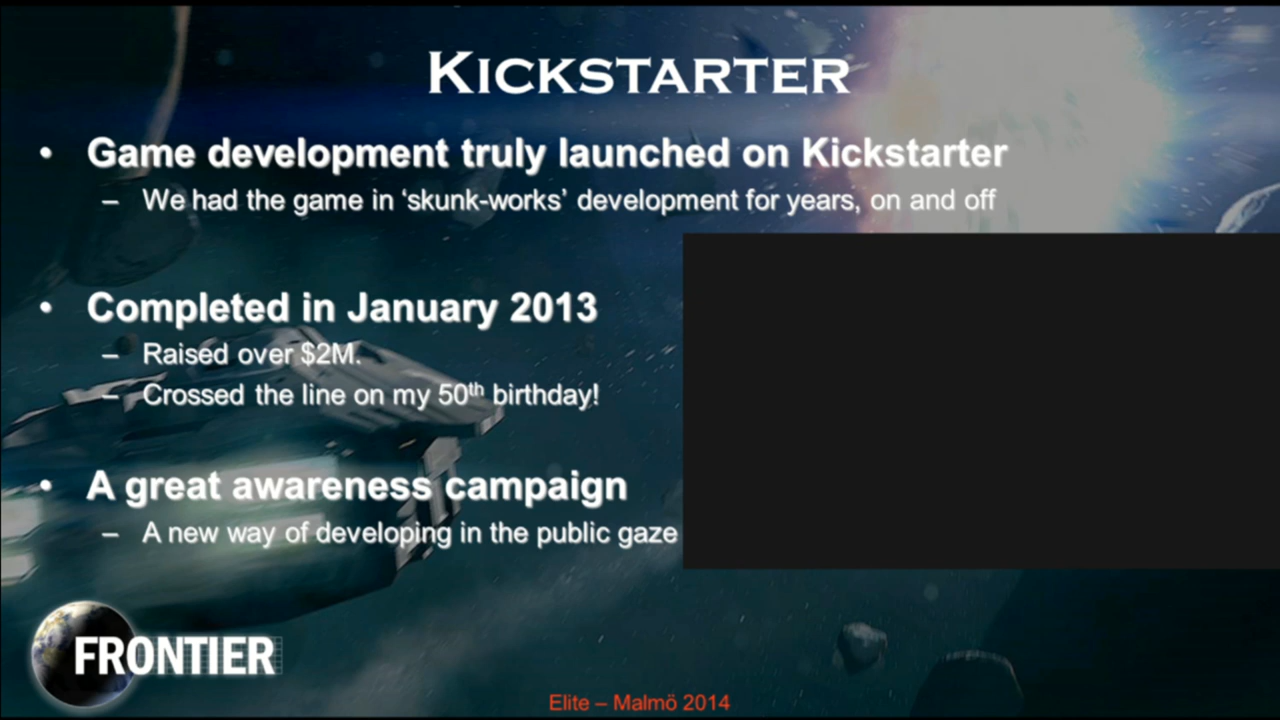 KICKSTARTER
• Game development truly launched on Kickstarter
– We had the game in ‘skunk-works’ development for years, on and off
• Completed in January 2013
– Raised over $2M.
– Crossed the line on my 50th birthday!
• A great awareness campaign
– A new way of developing in the public gaze
FRONTIER
Elite – Malmö 2014